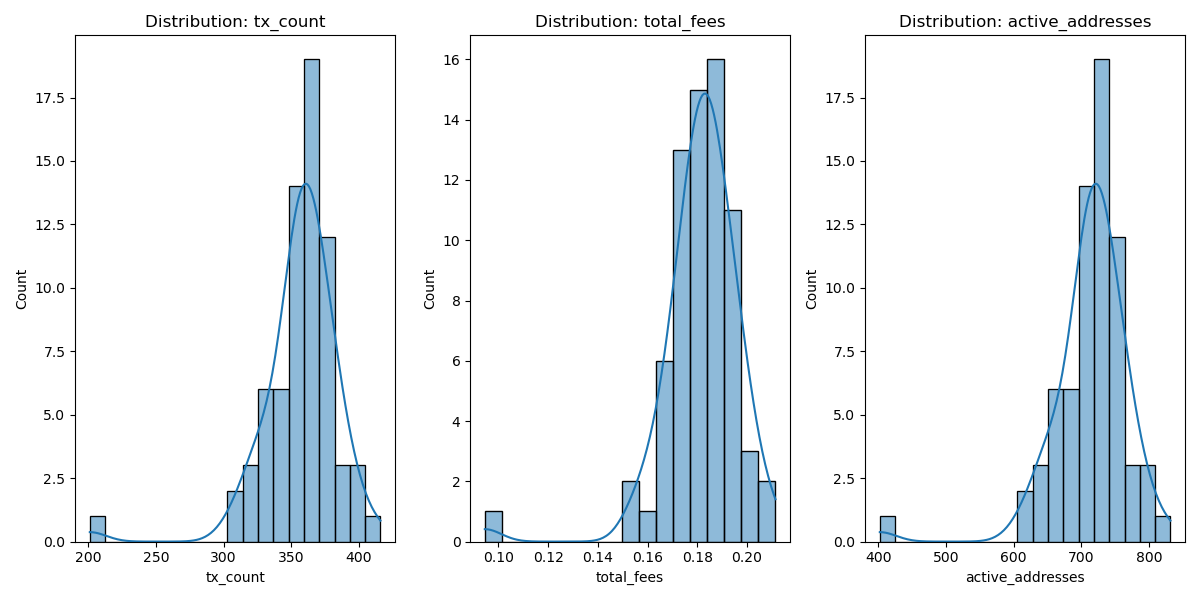 Distribution: tx_count
17.5
15.0
12.5
10.0
7.5
5.0
2.5
0.0
Count
200 250 300 350 400
tx_count
Distribution: total_fees
16
14
12
10
8
6
4
2
0
Count
0.10 0.12 0.14 0.16 0.18 0.20
total_fees
Distribution: active_addresses
17.5
15.0
12.5
10.0
7.5
5.0
2.5
0.0
Count
400 500 600 700 800
active_addresses